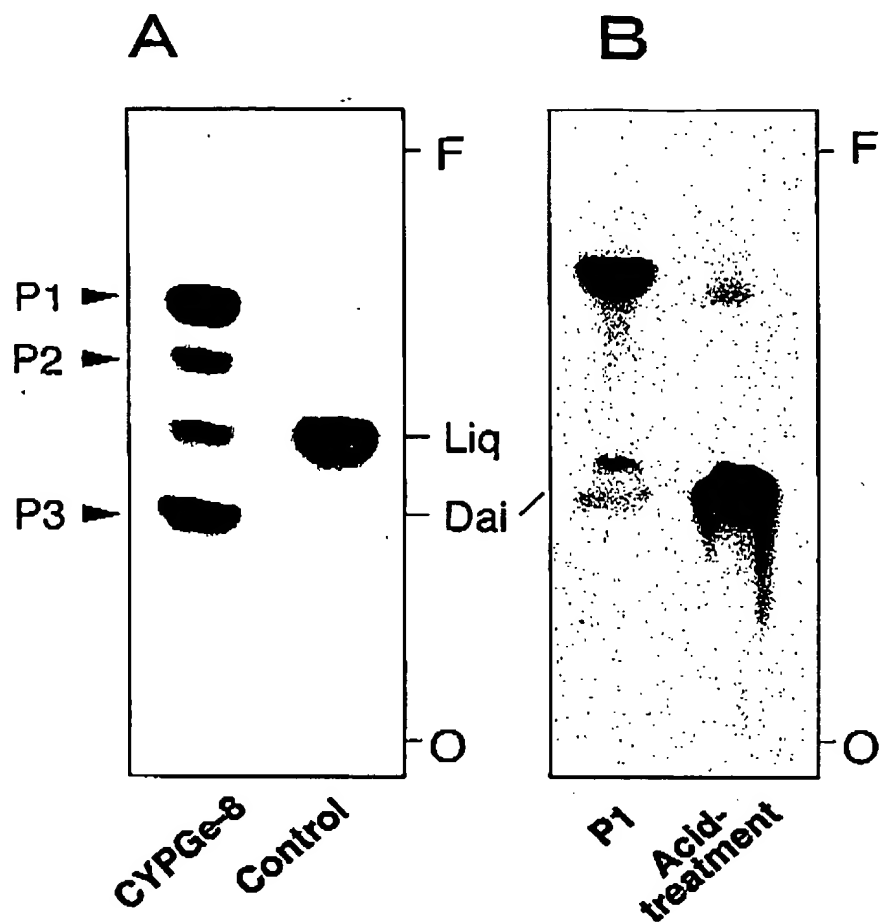 A
B
F
F
P1
P2
Liq
P3
Dai
O
O
CYPGe-8
Control
P1
Acid-
treatment